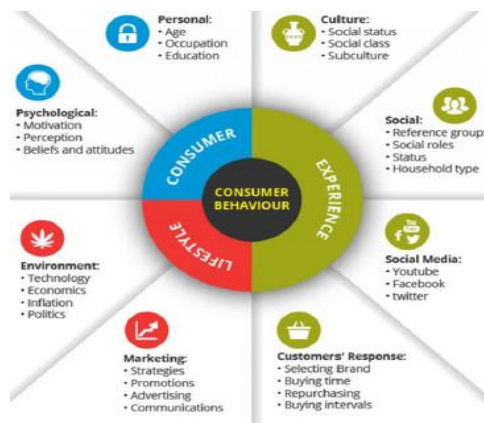 Personal:
• Age
• Occupation
• Education
Culture:
• Social status
• Social class
• Subculture
Psychological:
• Motivation
• Perception
• Beliefs and attitudes
Social:
• Reference group
• Social roles
• Status
• Household type
CONSUMER
EXPERIENCE
LIFESTYLE
CONSUMER
BEHAVIOUR
Environment:
• Technology
• Economics
• Inflation
• Politics
You
Tube
Social Media:
• Youtube
• Facebook
• twitter
Marketing:
• Strategies
• Promotions
• Advertising
• Communications
Customers' Response:
• Selecting Brand
• Buying time
• Repurchasing
• Buying intervals